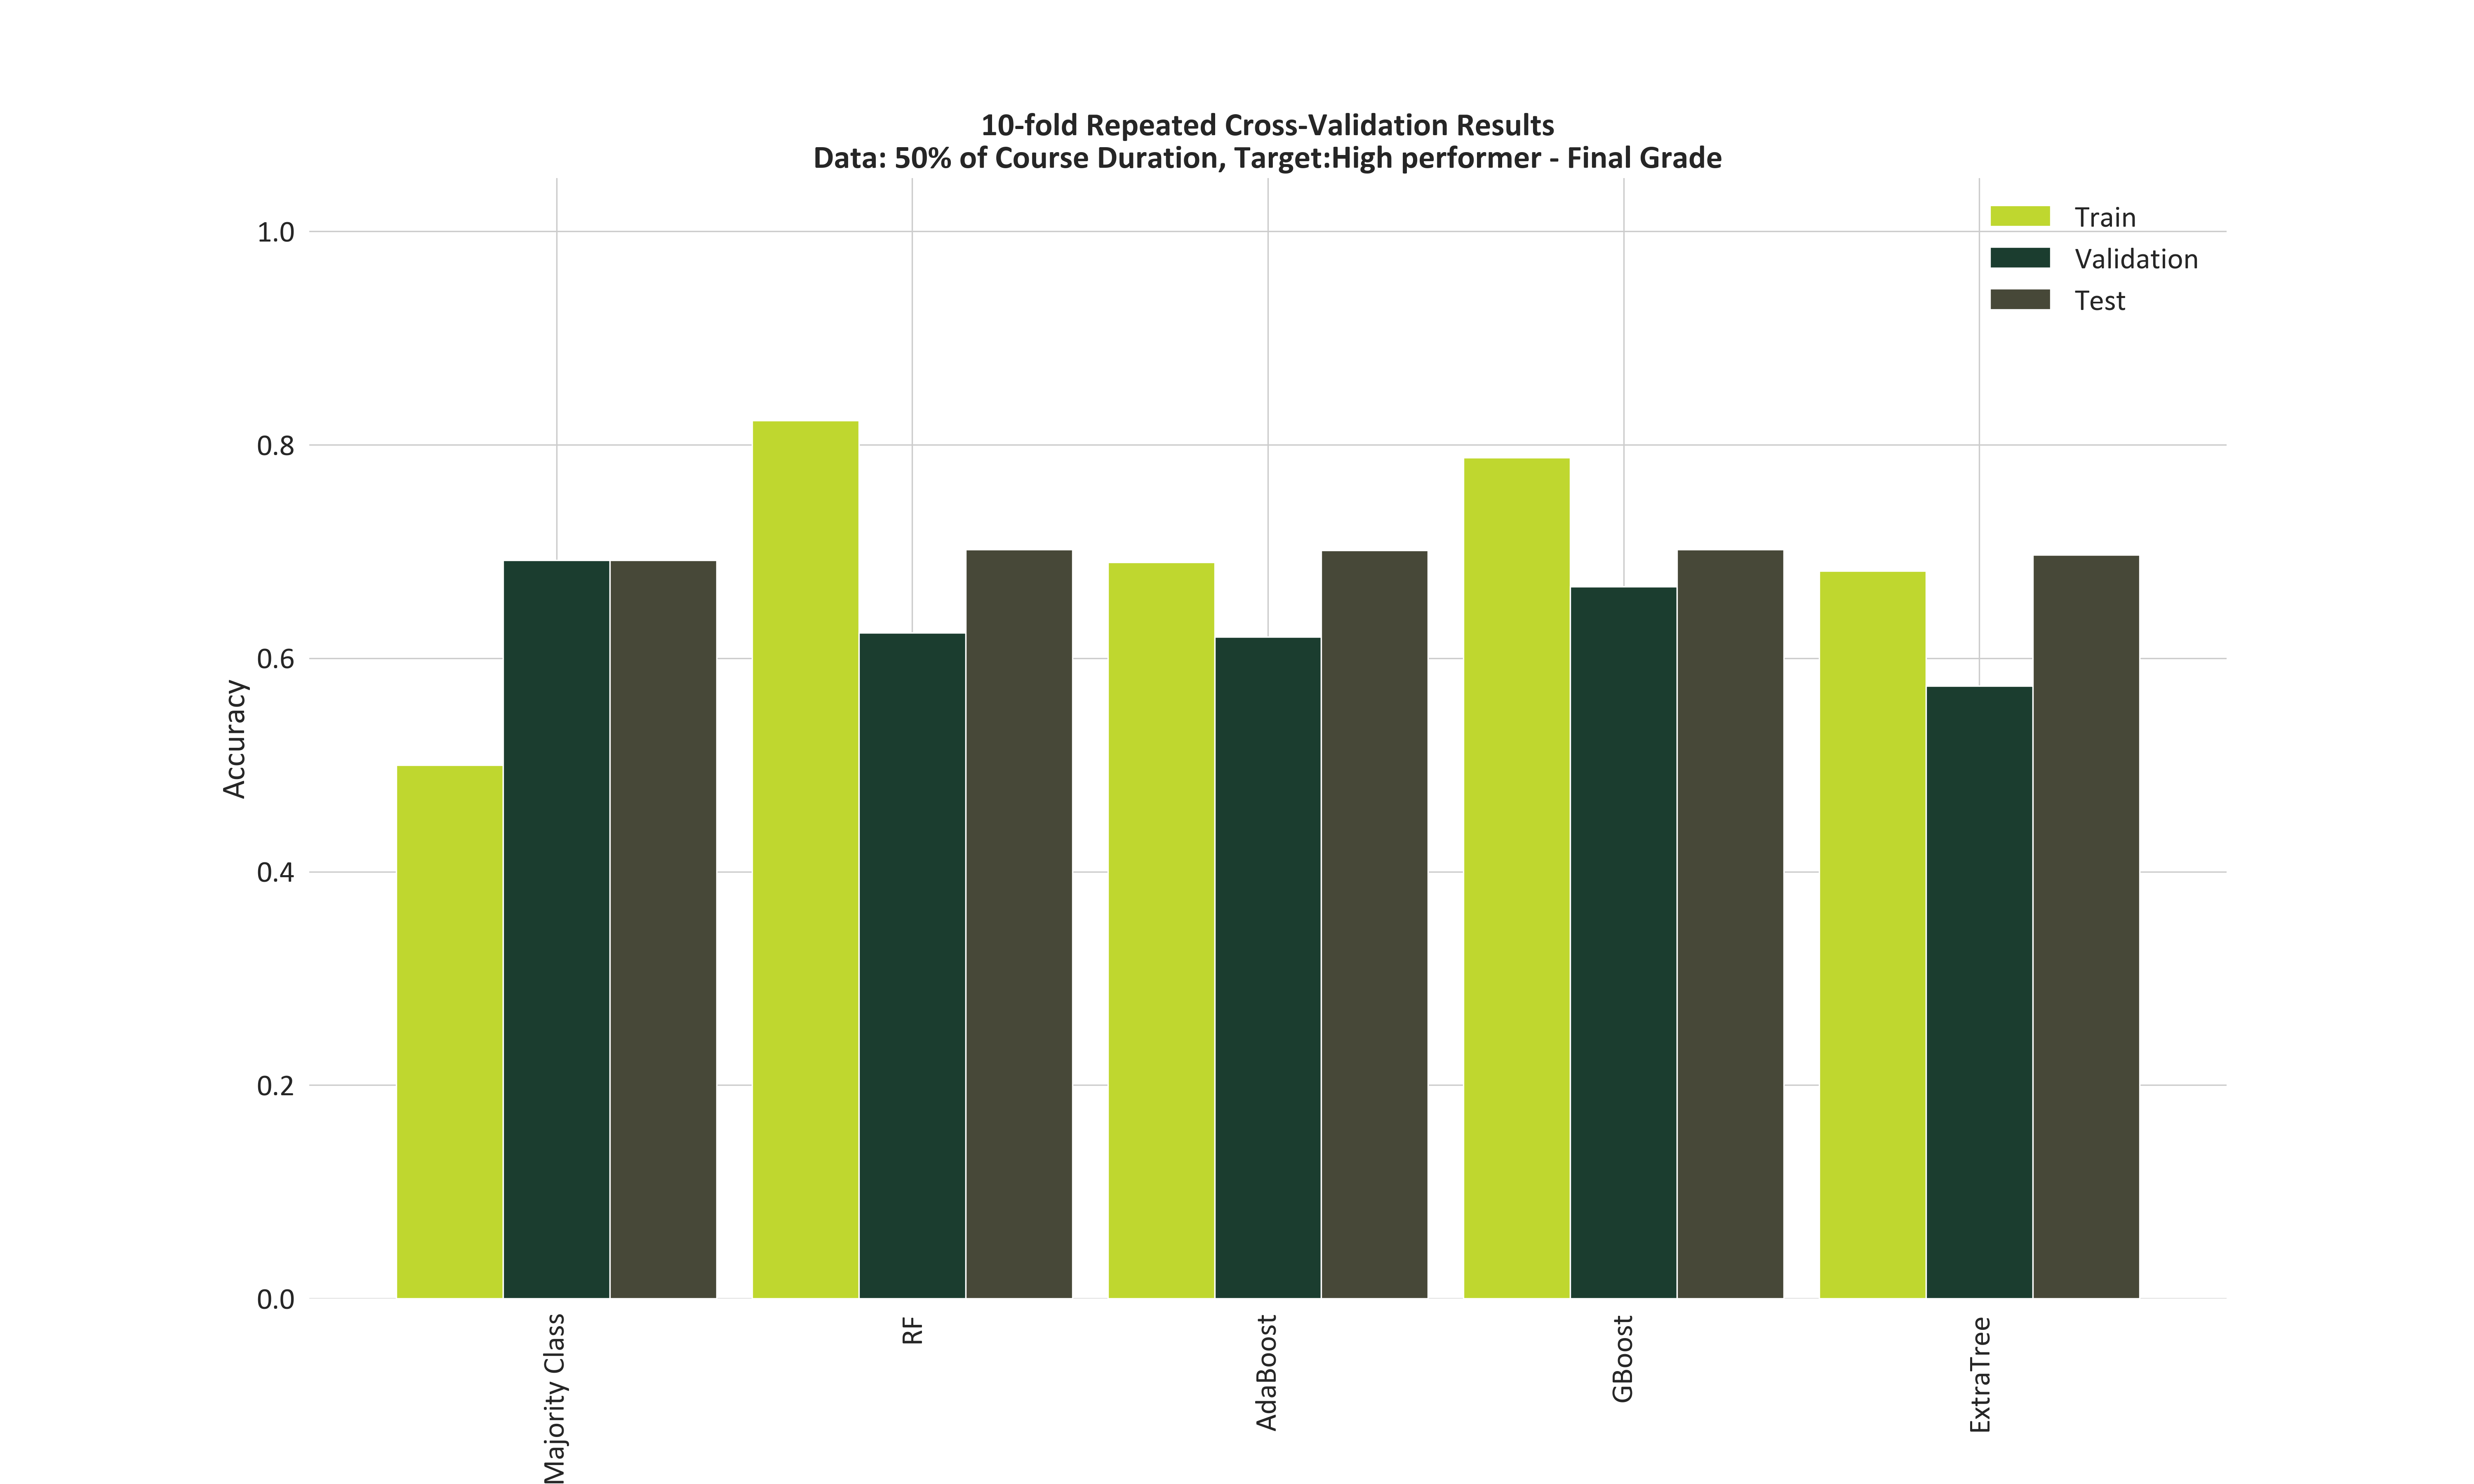 10-fold Repeated Cross-Validation Results
Data: 50% of Course Duration, Target:High performer - Final Grade
Train
Validation
Test
Accuracy
1.0
0.8
0.6
0.4
0.2
0.0
Majority Class
RF
AdaBoost
GBoost
ExtraTree